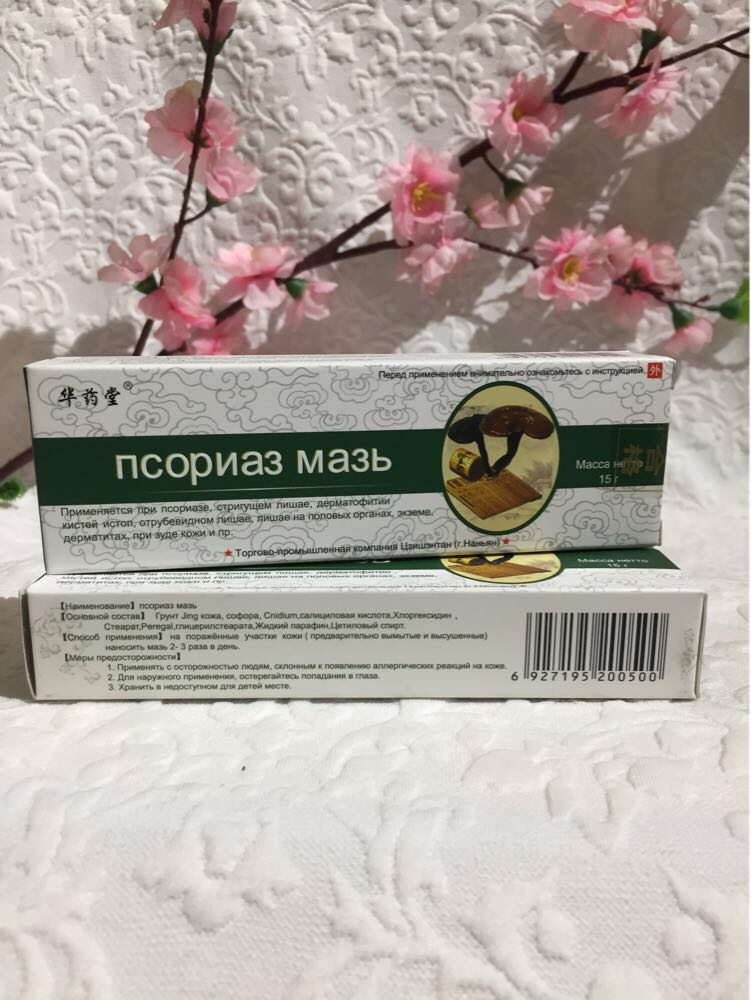 Перед применением внимательно ознакомьтесь с инструкцией 外
华药堂®
псориаз мазь
Масса нетто
15 г
合格
Применяется при псориазе, стригущем лишае, дерматофитии
кистей истоп, отрубевидном лишае, лишае на половых органах, экземе,
дерматитах, при зуде кожи и пр.
★Торгово-промышленная компания Цзишэнтан (г.Наньян)★
Масса нетто
15 г
【Наименование】псориаз мазь
【Основной состав】 Грунт Jing кожа, софора, Cnidium,салициловая кислота,Хлоргексидин ,
Стеарат,Peregal,глицерилстеарата,Жидкий парафин,Цетиловый спирт.
【Способ применения】на поражённые участки кожи ( предварительно вымытые и высушенные)
наносить мазь 2- 3 раза в день.
【Меры предосторожности】
1. Применять с осторожностью людям, склонным к появлению аллергических реакций на коже.
2. Для наружного применения, остерегайтесь попадания в глаза.
3. Хранить в недоступном для детей месте.
6 927195 200500